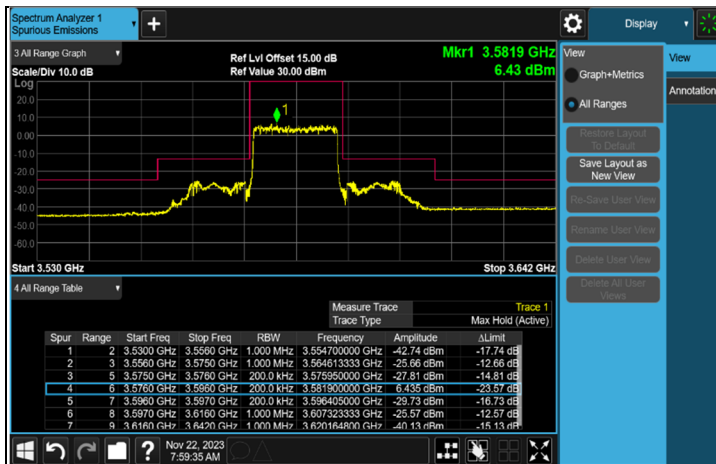 Spectrum Analyzer 1
Spurious Emissions
Display
3 All Range Graph
Scale/Div 10.0 dB
Ref Lvl Offset 15.00 dB
Ref Value 30.00 dBm
Mkr1 3.5819 GHz
6.43 dBm
Log
20.0
10.0
0.00
-10.0
-20.0
-30.0
-40.0
-50.0
-60.0
1
Start 3.530 GHz
Stop 3.642 GHz
View
Graph+Metrics
All Ranges
Restore Layout
To Default
Save Layout as
New View
Re-Save User View
Rename User View
Delete User View
Delete All User
Views
View
Annotation
4 All Range Table
Measure Trace Trace 1
Trace Type Max Hold (Active)
Spur Range Start Freq Stop Freq RBW Frequency Amplitude ΔLimit
1 2 3.5300 GHz 3.5560 GHz 1.000 MHz 3.554700000 GHz -42.74 dBm -17.74 dB
2 3 3.5560 GHz 3.5750 GHz 1.000 MHz 3.564613333 GHz -25.66 dBm -12.66 dB
3 5 3.5750 GHz 3.5760 GHz 200.0 kHz 3.575950000 GHz -27.81 dBm -14.81 dB
4 6 3.5760 GHz 3.5960 GHz 200.0 kHz 3.581900000 GHz 6.435 dBm -23.57 dB
5 7 3.5960 GHz 3.5970 GHz 200.0 kHz 3.596405000 GHz -29.73 dBm -16.73 dB
6 8 3.5970 GHz 3.6160 GHz 1.000 MHz 3.607323333 GHz -25.57 dBm -12.57 dB
7 9 3.6160 GHz 3.6420 GHz 1.000 MHz 3.620164800 GHz -40.13 dBm -15.13 dB
?
Nov 22, 2023
7:59:35 AM